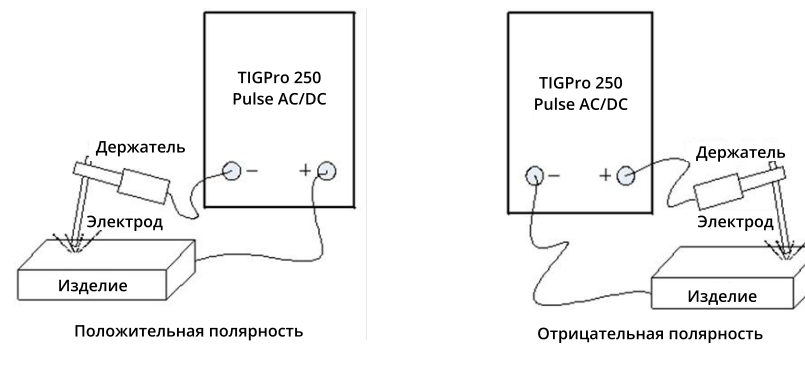 TIGPro 250
Pulse AC/DC
Держатель
− +
Электрод
Изделие
Положительная полярность
TIGPro 250
Pulse AC/DC
Держатель
− +
Электрод
Изделие
Отрицательная полярность